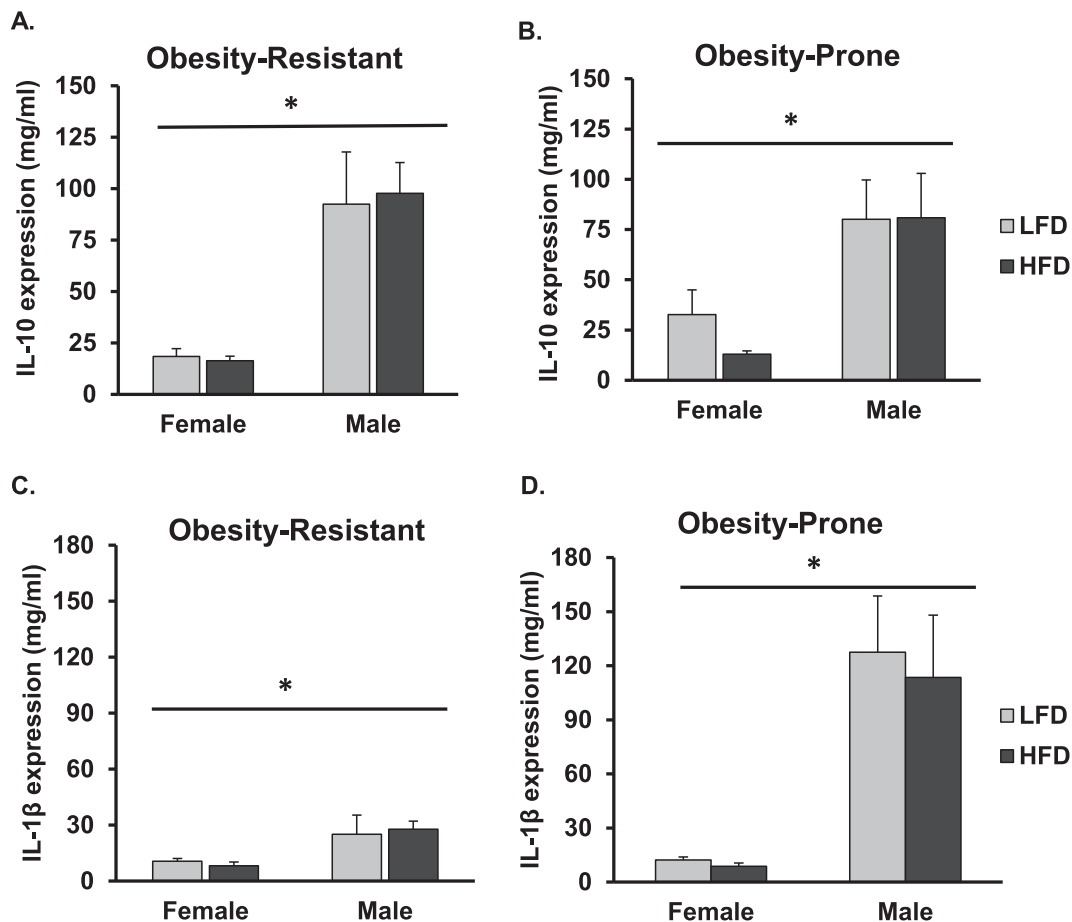 A.
Obesity-Resistant
IL-10 expression (mg/ml)
150
125
100
75
50
25
0
*
Female
Male
B.
Obesity-Prone
IL-10 expression (mg/ml)
150
125
100
75
50
25
0
*
Female
Male
LFD
HFD
C.
Obesity-Resistant
IL-1β expression (mg/ml)
180
150
120
90
60
30
0
*
Female
Male
D.
Obesity-Prone
IL-1β expression (mg/ml)
180
150
120
90
60
30
0
*
Female
Male
LFD
HFD